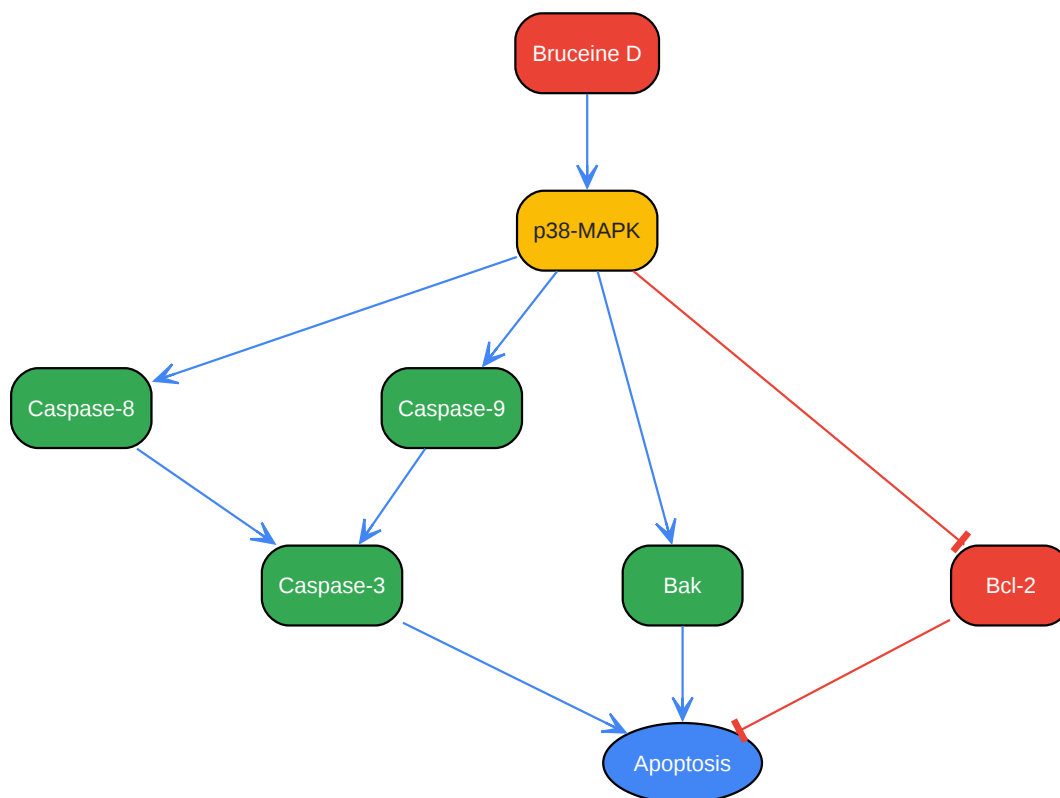 Bruceine D
p38-MAPK
Caspase-8
Caspase-9
Caspase-3
Bak
Bcl-2
Apoptosis